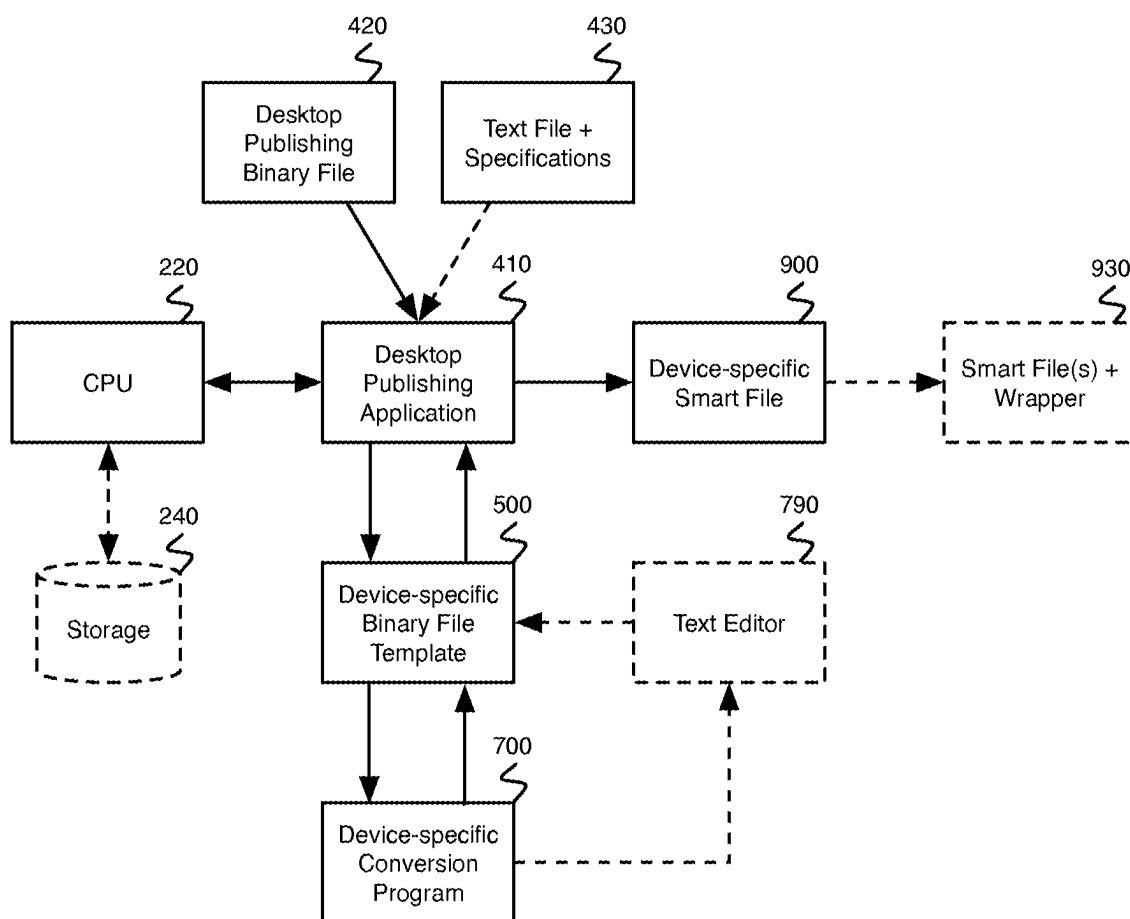 420
430
Desktop
Publishing
Binary File
Text File +
Specifications
220
410
900
930
CPU
Desktop
Publishing
Application
Device-specific
Smart File
Smart File(s) +
Wrapper
240
500
790
Storage
Device-specific
Binary File
Template
Text Editor
700
Device-specific
Conversion
Program